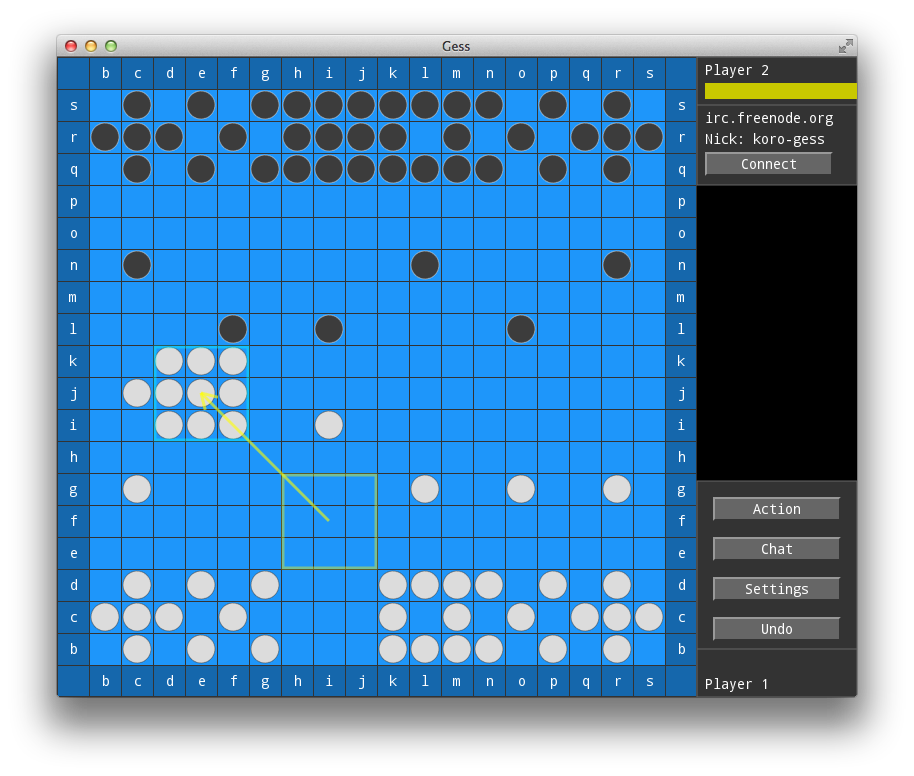 Gess
b c d e f g h i j k l m n o p q r s
Player 2
s s
irc.freenode.org
r r
Nick: koro-gess
Connect
q q
p p
o o
n n
m m
l l
k k
j j
i i
h h
g g
Action
f f
Chat
e e
Settings
d d
c c
Undo
b b
b c d e f g h i j k l m n o p q r s
Player 1